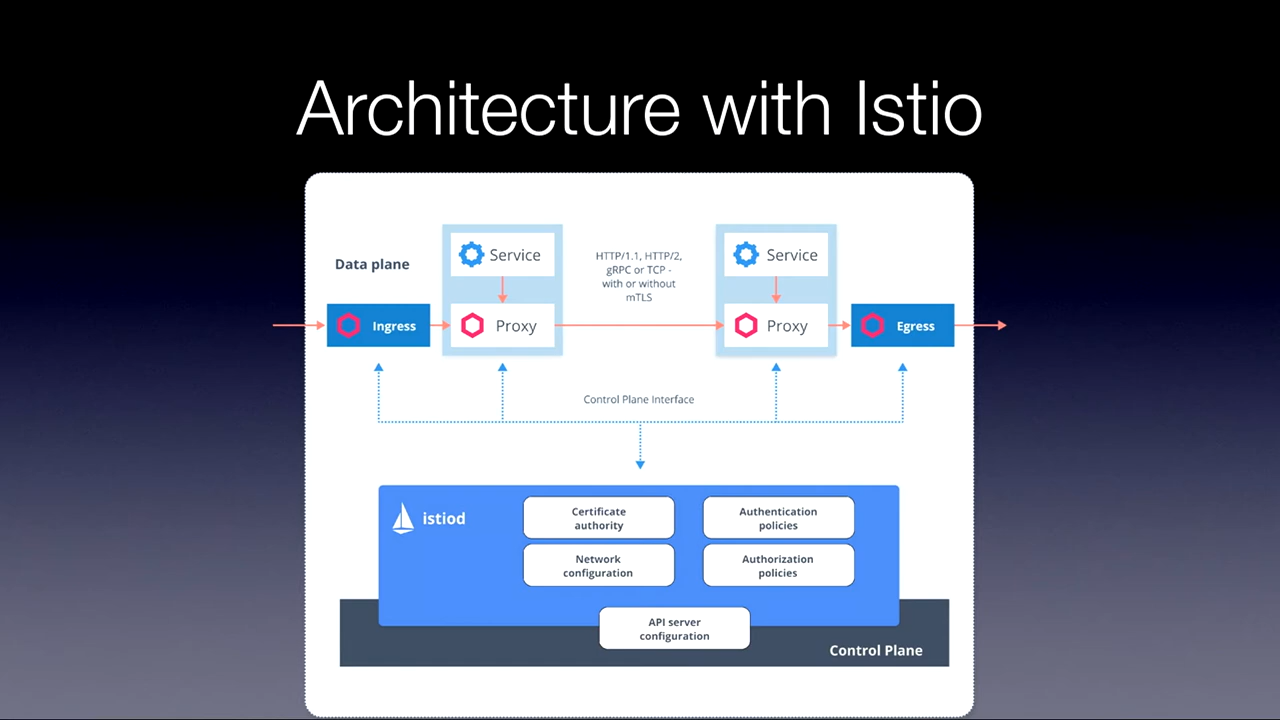 Architecture with Istio
Data plane
Service
HTTP/1.1, HTTP/2,
gRPC or TCP -
with or without
mTLS
Service
Ingress
Proxy
Proxy
Egress
Control Plane Interface
istiod
Certificate
authority
Authentication
policies
Network
configuration
Authorization
policies
API server
configuration
Control Plane